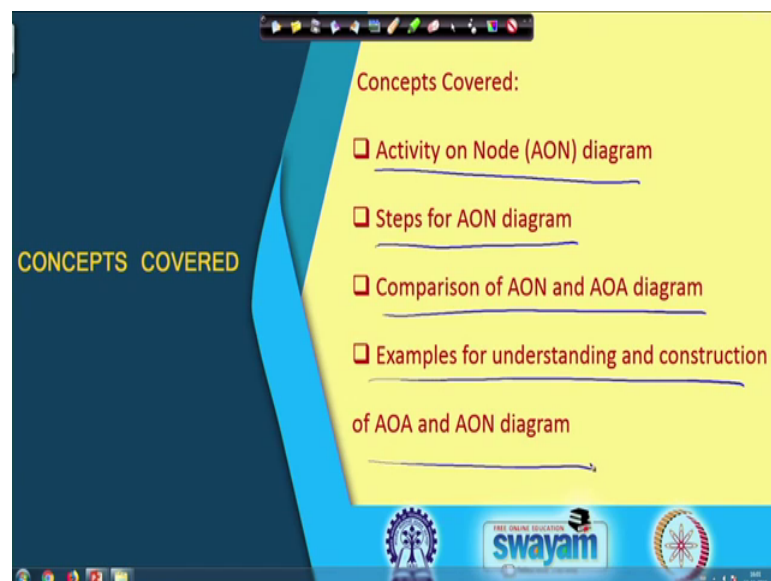 Concepts Covered:
❑ Activity on Node (AON) diagram
❑ Steps for AON diagram
CONCEPTS COVERED
❑ Comparison of AON and AOA diagram
❑ Examples for understanding and construction
of AOA and AON diagram
FREE ONLINE EDUCATION
swayam